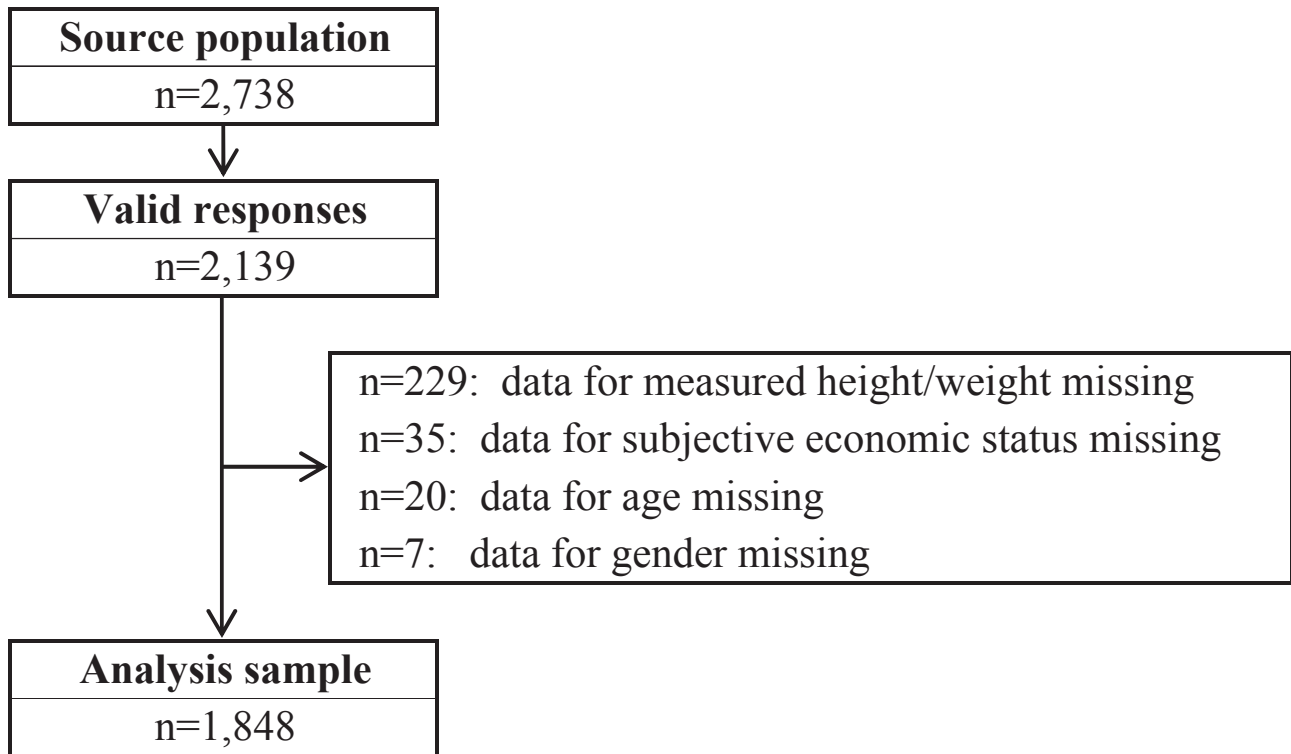 Source population
n=2,738
Valid responses
n=2,139
n=229:  data for measured height/weight missing
n=35:  data for subjective economic status missing
n=20:  data for age missing
n=7:   data for gender missing
Analysis sample
n=1,848